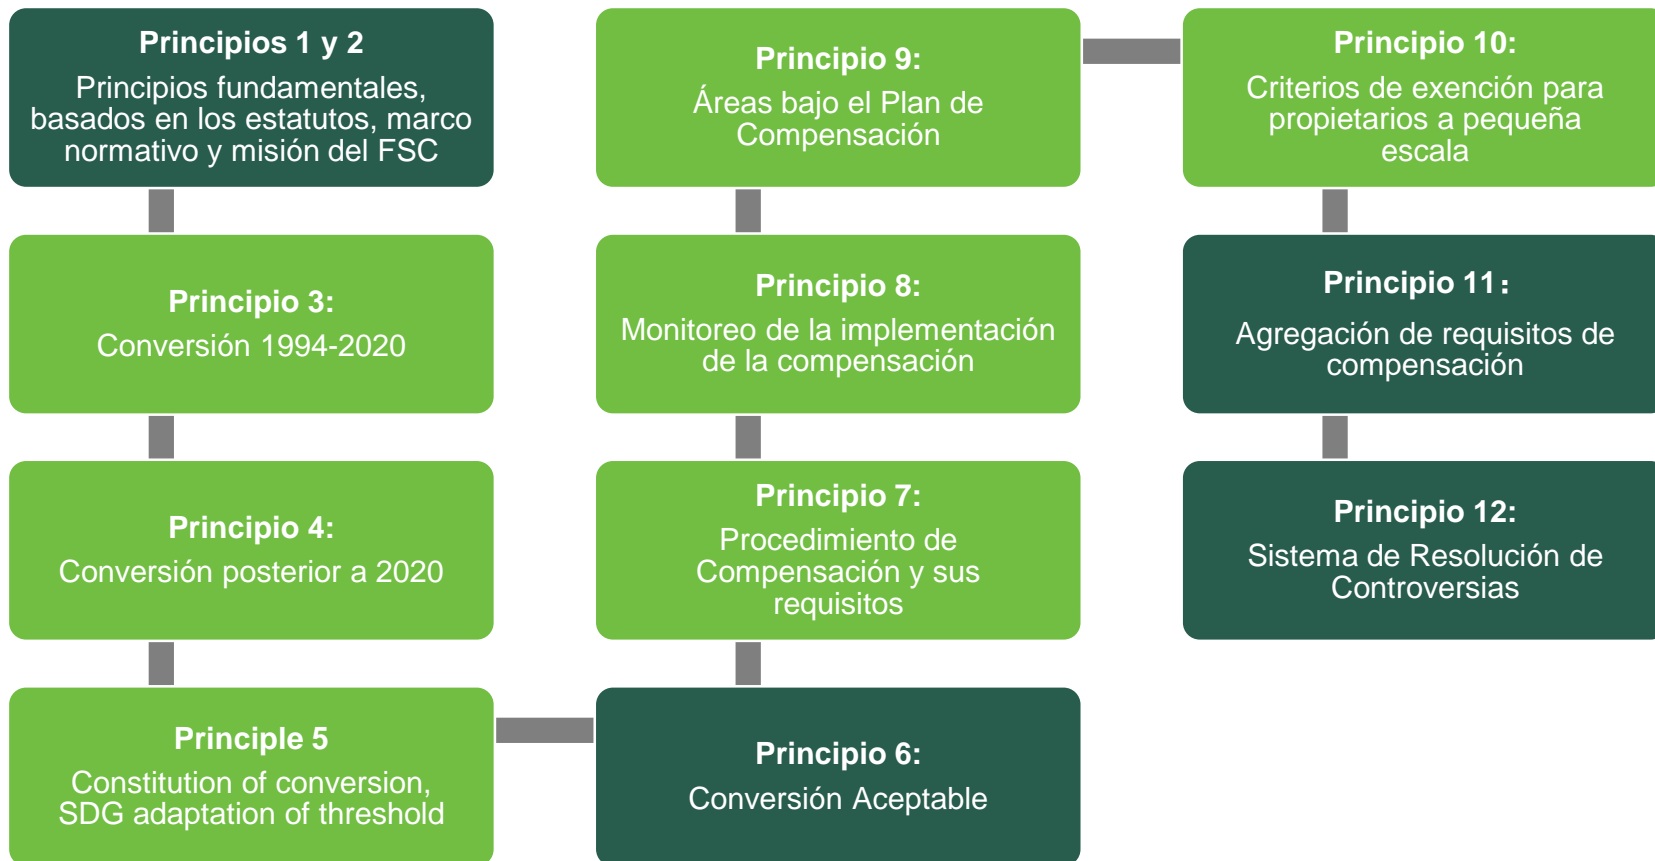 Principios 1 y 2
Principios fundamentales,
basados en los estatutos, marco
normativo y misión del FSC
Principio 3:
Conversión 1994-2020
Principio 4:
Conversión posterior a 2020
Principle 5
Constitution of conversion,
SDG adaptation of threshold
Principio 6:
Conversión Aceptable
Principio 7:
Procedimiento de
Compensación y sus
requisitos
Principio 8:
Monitoreo de la implementación
de la compensación
Principio 9:
Áreas bajo el Plan de
Compensación
Principio 10:
Criterios de exención para
propietarios a pequeña
escala
Principio 11:
Agregación de requisitos de
compensación
Principio 12:
Sistema de Resolución de
Controversias